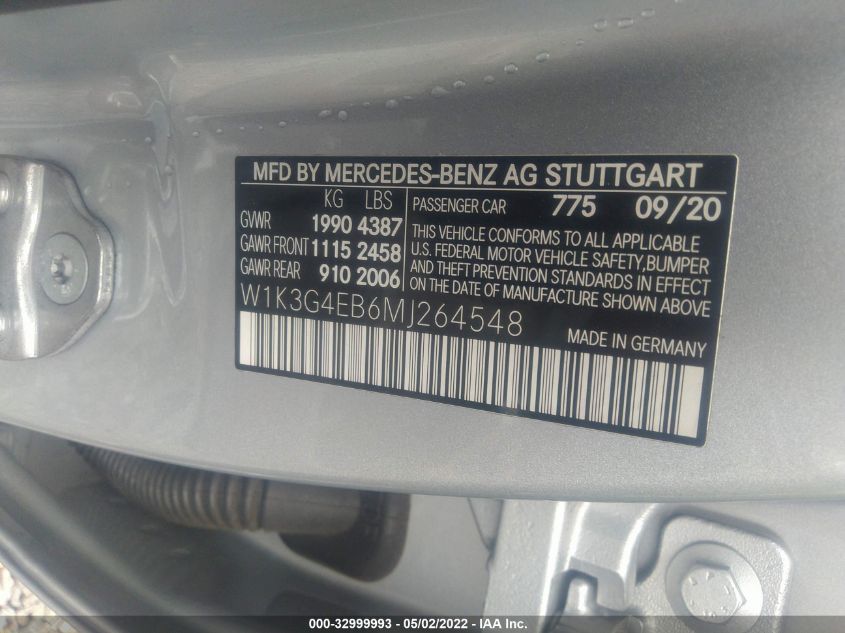 MFD BY MERCEDES-BENZ AG STUTTGART
KG LBS
GVWR 1990 4387
GAWR FRONT 1115 2458
GAWR REAR 910 2006
PASSENGER CAR 775 09/20
THIS VEHICLE CONFORMS TO ALL APPLICABLE
U.S. FEDERAL MOTOR VEHICLE SAFETY,BUMPER
AND THEFT PREVENTION STANDARDS IN EFFECT
ON THE DATE OF MANUFACTURE SHOWN ABOVE
W1K3G4EB6MJ264548
MADE IN GERMANY
000-32999993 - 05/02/2022 - IAA Inc.